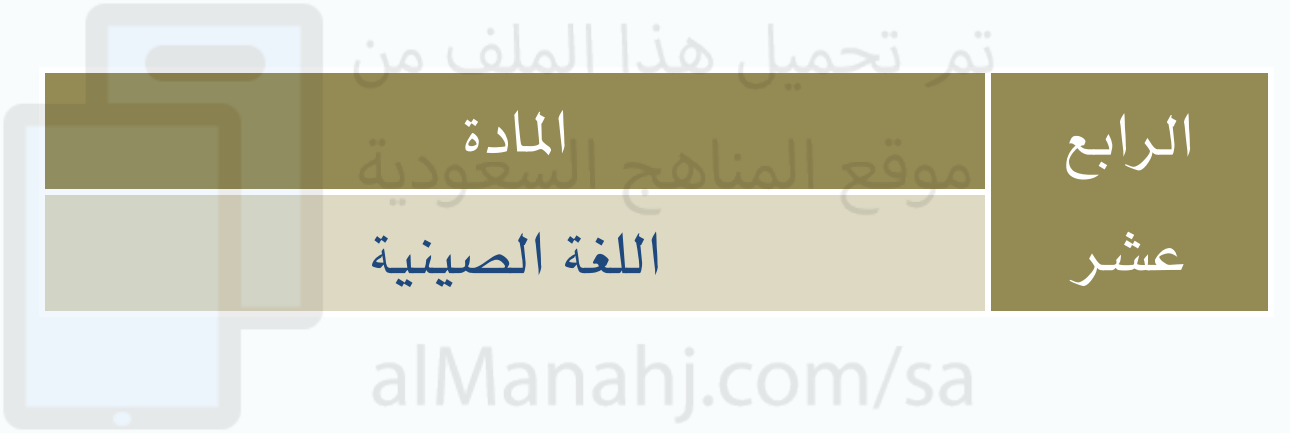 تم تحميل هذا الملف من
موقع المناهج السعودية
الرابع
عشر
المادة
اللغة الصينية
alManahj.com/sa